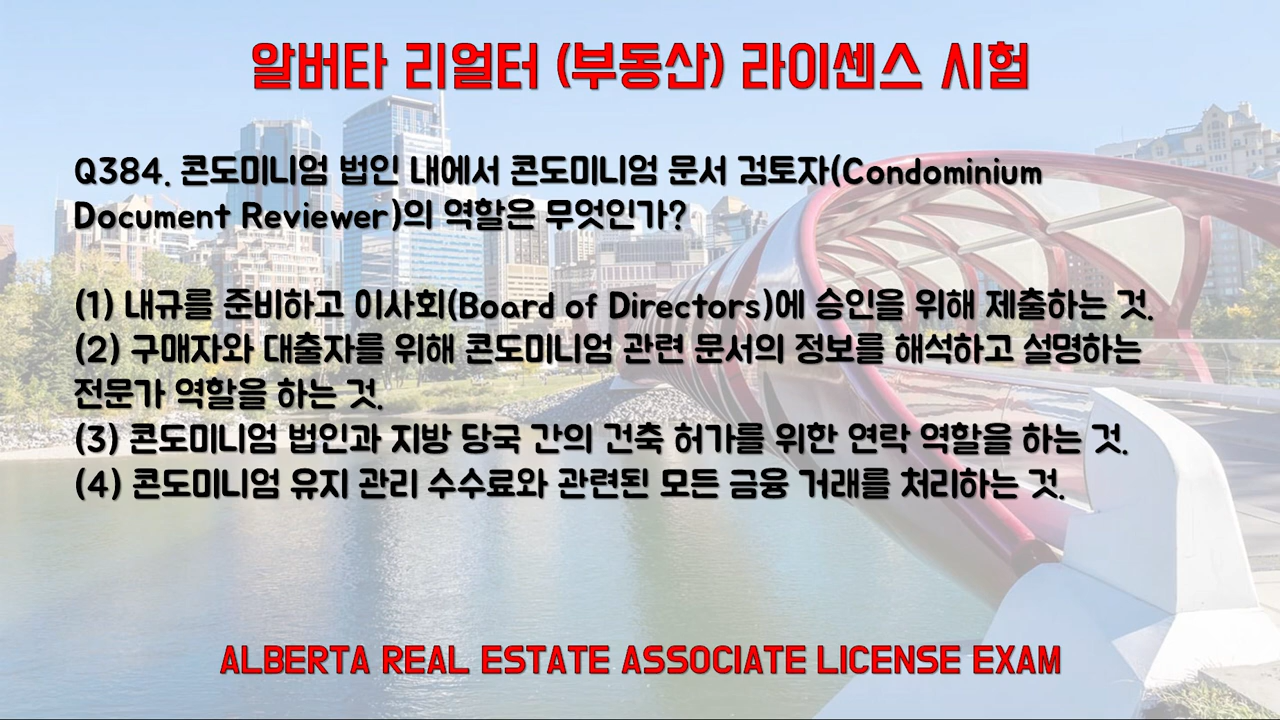 알버타 리얼터 (부동산) 라이센스 시험
Q384. 콘도미니엄 법인 내에서 콘도미니엄 문서 검토자(Condominium
Document Reviewer)의 역할은 무엇인가?
(1) 내규를 준비하고 이사회(Board of Directors)에 승인을 위해 제출하는 것.
(2) 구매자와 대출자를 위해 콘도미니엄 관련 문서의 정보를 해석하고 설명하는
전문가 역할을 하는 것.
(3) 콘도미니엄 법인과 지방 당국 간의 건축 허가를 위한 연락 역할을 하는 것.
(4) 콘도미니엄 유지 관리 수수료와 관련된 모든 금융 거래를 처리하는 것.
ALBERTA REAL ESTATE ASSOCIATE LICENSE EXAM